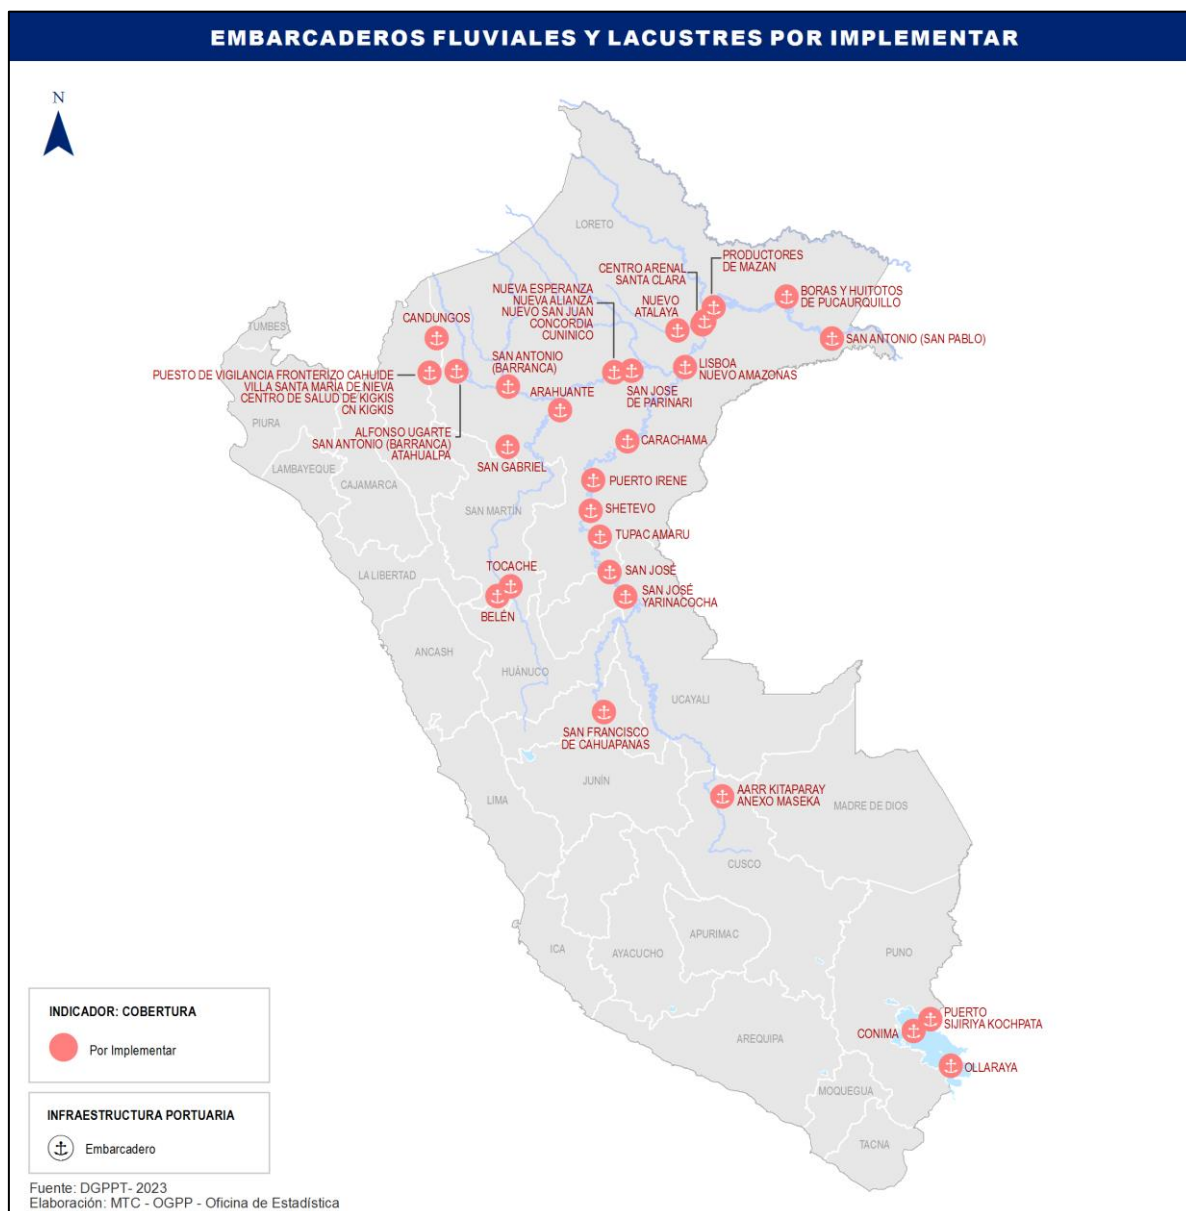 EMBARCADEROS FLUVIALES Y LACUSTRES POR IMPLEMENTAR
N
LORETO
PRODUCTORES
DE MAZAN
CENTRO ARENAL
SANTA CLARA
NUEVA ESPERANZA
NUEVA ALIANZA
NUEVO SAN JUAN
CONCORDIA
CUNINICO
NUEVO
ATALAYA
BORAS Y HUITOTOS
DE PUCAURQUILLO
TUMBES
CANDUNGOS
SAN ANTONIO (SAN PABLO)
SAN ANTONIO
(BARRANCA)
LISBOA
NUEVO AMAZONAS
PUESTO DE VIGILANCIA FRONTERIZO CAHUIDE
VILLA SANTA MARÍA DE NIEVA
CENTRO DE SALUD DE KIGKIS
CN KIGKIS
ARAHUANTE
SAN JOSE
DE PARINARI
PIURA
ALFONSO UGARTE
SAN ANTONIO (BARRANCA)
ATAHUALPA
CARACHAMA
SAN GABRIEL
LAMBAYEQUE
CAJAMARCA
PUERTO IRENE
SAN MARTÍN
SHETEVO
TUPAC AMARU
LA LIBERTAD
TOCACHE
SAN JOSÉ
SAN JOSÉ
YARINACOCHA
BELÉN
ANCASH
HUÁNUCO
UCAYALI
SAN FRANCISCO
DE CAHUAPANAS
JUNÍN
LIMA
AARR KITAPARAY
ANEXO MASEKA
MADRE DE DIOS
CUSCO
APURIMAC
ICA
AYACUCHO
PUNO
PUERTO
SIJIRIYA KOCHPATA
CONIMA
AREQUIPA
OLLARAYA
MOQUEGUA
TACNA
INDICADOR: COBERTURA
Por Implementar
INFRAESTRUCTURA PORTUARIA
Embarcadero
Fuente: DGPPT- 2023
Elaboración: MTC - OGPP - Oficina de Estadística